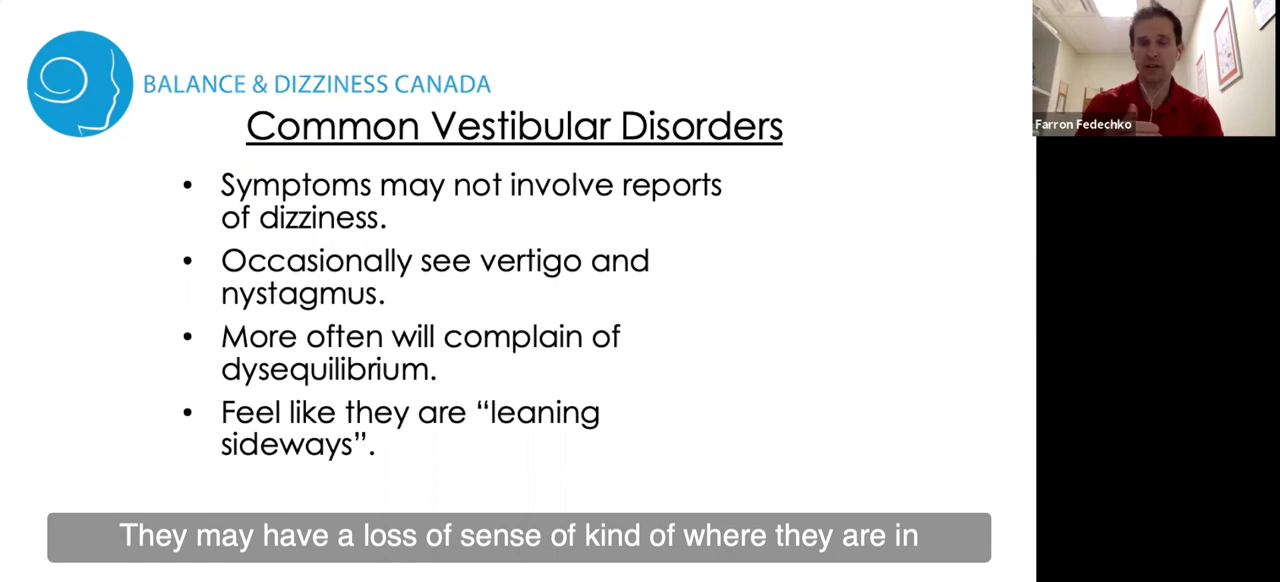 BALANCE & DIZZINESS CANADA
Common Vestibular Disorders
• Symptoms may not involve reports
of dizziness.
• Occasionally see vertigo and
nystagmus.
• More often will complain of
dysequilibrium.
• Feel like they are “leaning
sideways”.
They may have a loss of sense of kind of where they are in
Farron Fedechko